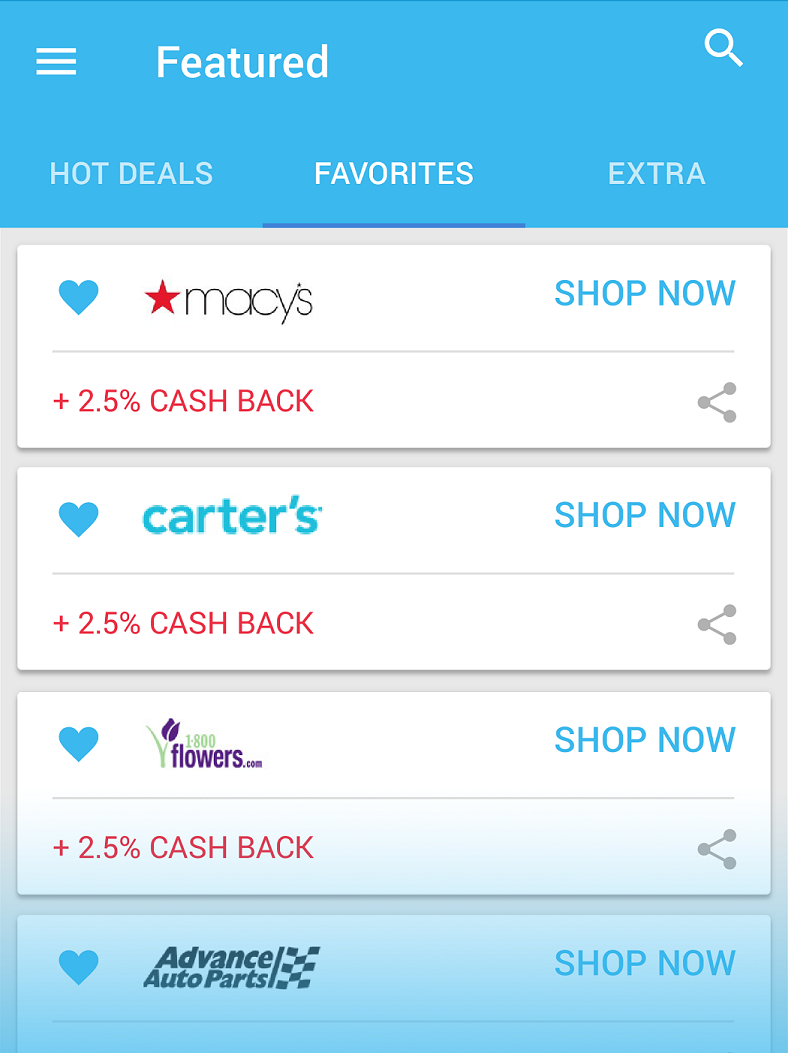 Featured
HOT DEALS FAVORITES EXTRA
macy's SHOP NOW
+ 2.5% CASH BACK
carter's SHOP NOW
+ 2.5% CASH BACK
1-800
flowers.com SHOP NOW
+ 2.5% CASH BACK
Advance
Auto Parts SHOP NOW